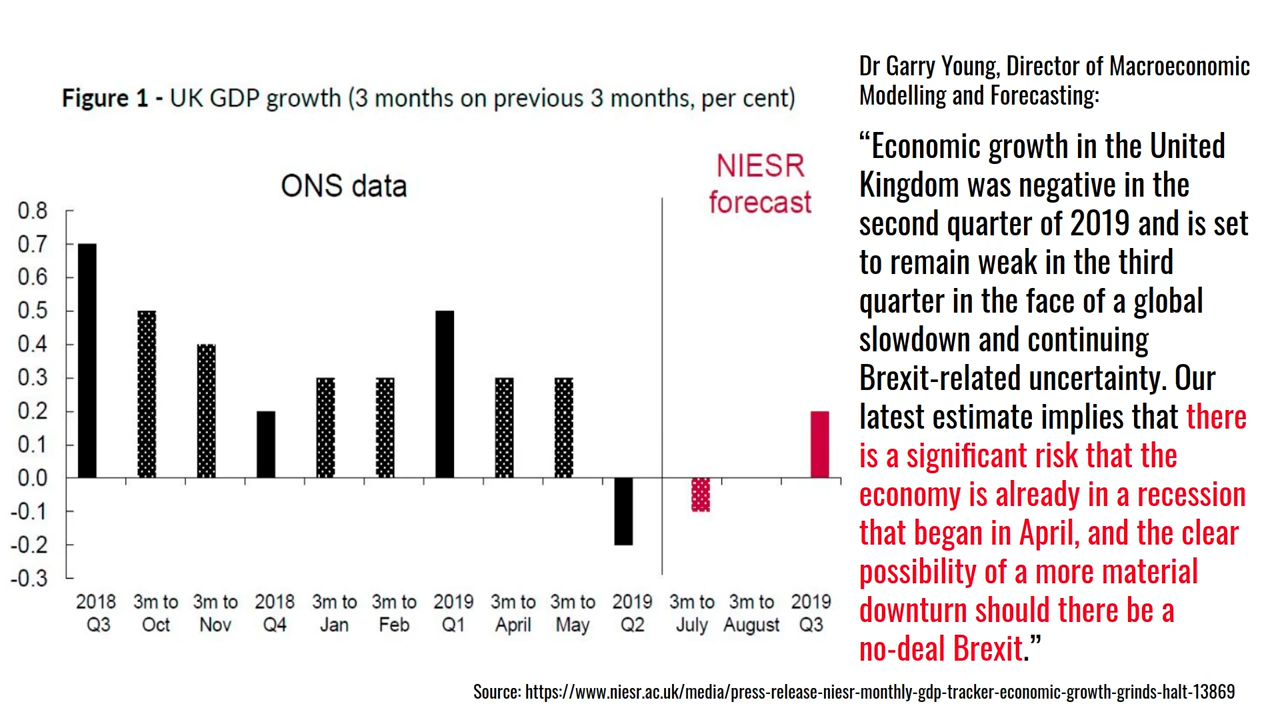 Figure 1 - UK GDP growth (3 months on previous 3 months, per cent)
ONS data
NIESR
forecast
0.8
0.7
0.6
0.5
0.4
0.3
0.2
0.1
0.0
-0.1
-0.2
-0.3
2018
Q3
3m to
Oct
3m to
Nov
2018
Q4
3m to
Jan
3m to
Feb
2019
Q1
3m to
April
3m to
May
2019
Q2
3m to
July
3m to
August
2019
Q3
Dr Garry Young, Director of Macroeconomic
Modelling and Forecasting:
“Economic growth in the United
Kingdom was negative in the
second quarter of 2019 and is set
to remain weak in the third
quarter in the face of a global
slowdown and continuing
Brexit-related uncertainty. Our
latest estimate implies that there
is a significant risk that the
economy is already in a recession
that began in April, and the clear
possibility of a more material
downturn should there be a
no-deal Brexit.”
Source: https://www.niesr.ac.uk/media/press-release-niesr-monthly-gdp-tracker-economic-growth-grinds-halt-13869